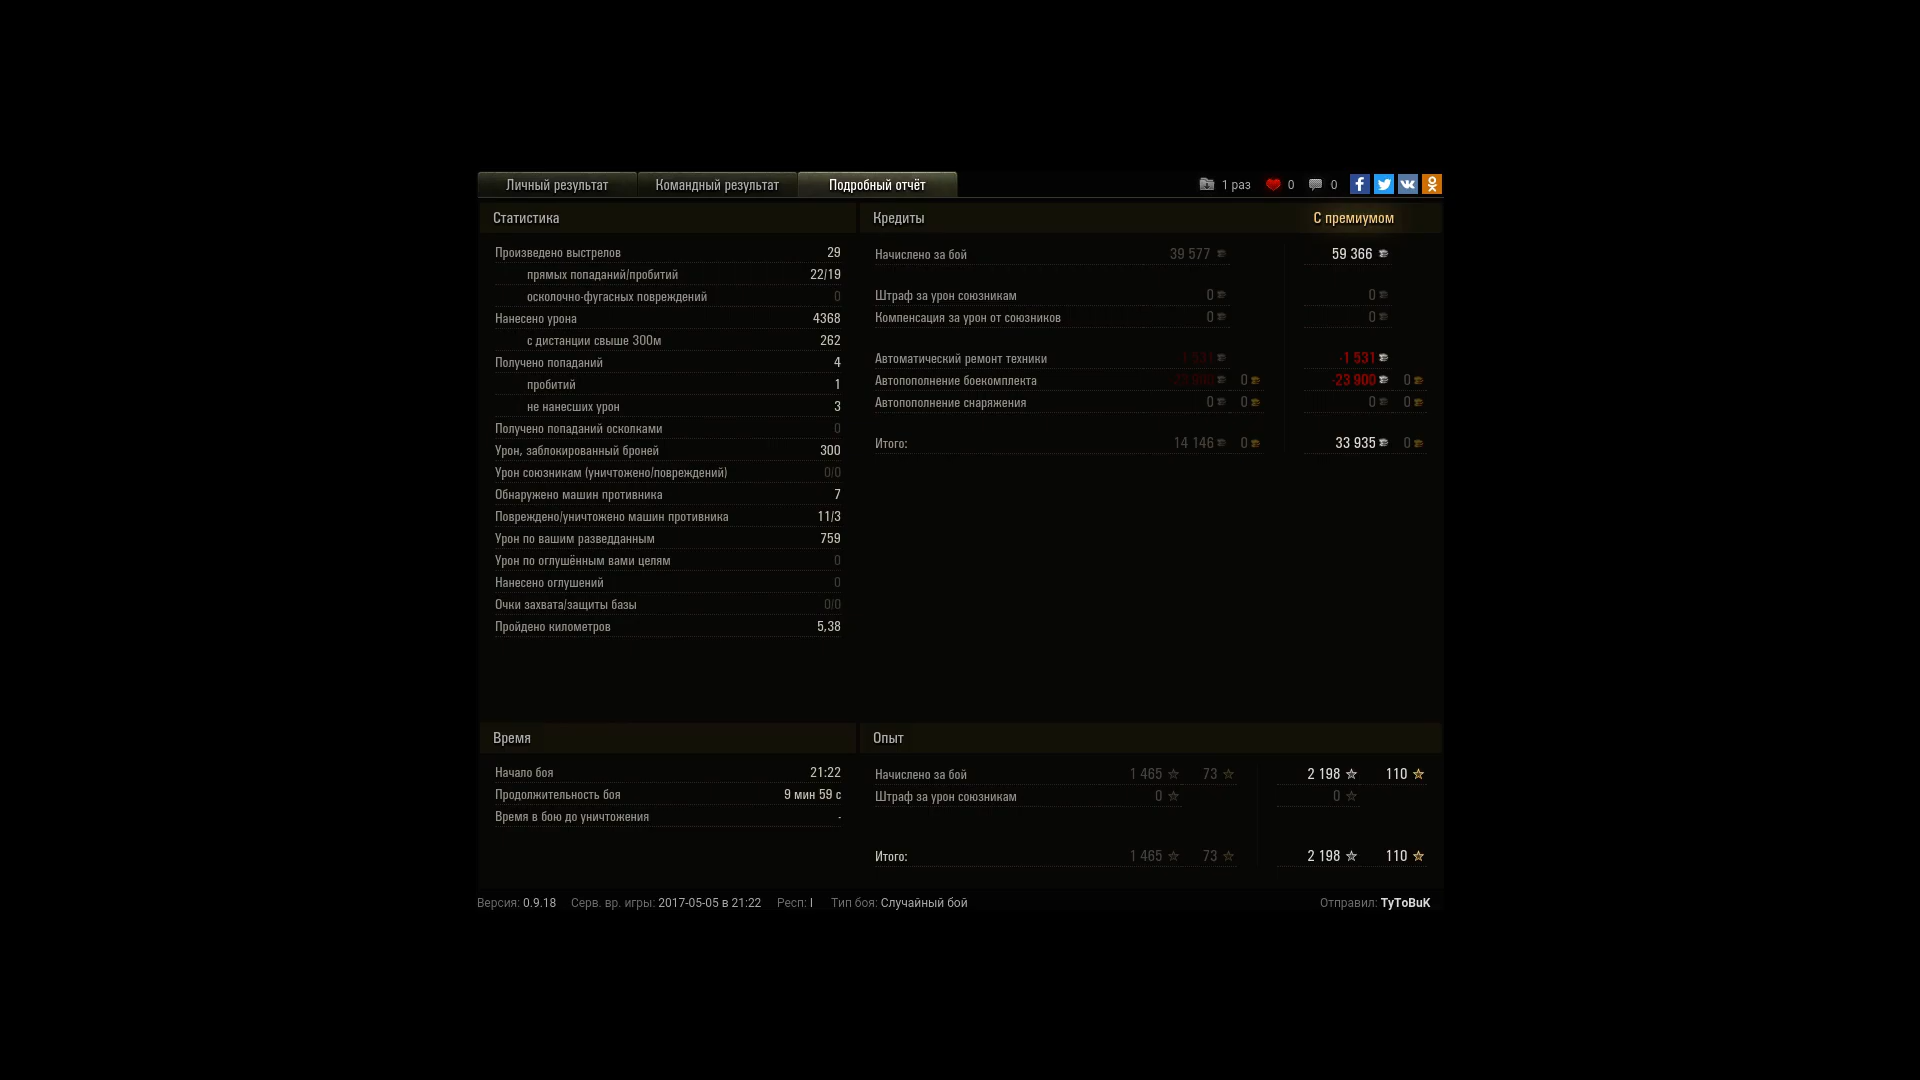 Личный результат Командный результат Подробный отчёт 1 раз 0 0
Статистика
Произведено выстрелов 29
прямых попаданий/пробитий 22/19
осколочно-фугасных повреждений 0
Нанесено урона 4368
с дистанции свыше 300м 262
Получено попаданий 4
пробитий 1
не нанесших урон 3
Получено попаданий осколками 0
Урон, заблокированный броней 300
Урон союзникам (уничтожено/повреждений) 0/0
Обнаружено машин противника 7
Повреждено/уничтожено машин противника 11/3
Урон по вашим разведданным 759
Урон по оглушённым вами целям 0
Нанесено оглушений 0
Очки захвата/защиты базы 0/0
Пройдено километров 5,38
Кредиты С премиумом
Начислено за бой 39 577 59 366
Штраф за урон союзникам 0 0
Компенсация за урон от союзников 0 0
Автоматический ремонт техники -1 531 -1 531
Автопополнение боекомплекта -23 900 0 -23 900 0
Автопополнение снаряжения 0 0 0 0
Итого: 14 146 0 33 935 0
Время
Начало боя 21:22
Продолжительность боя 9 мин 59 с
Время в бою до уничтожения -
Опыт
Начислено за бой 1 465 73 2 198 110
Штраф за урон союзникам 0 0
Итого: 1 465 73 2 198 110
Версия: 0.9.18 Серв. вр. игры: 2017-05-05 в 21:22 Респ: I Тип боя: Случайный бой Отправил: TyToBuK